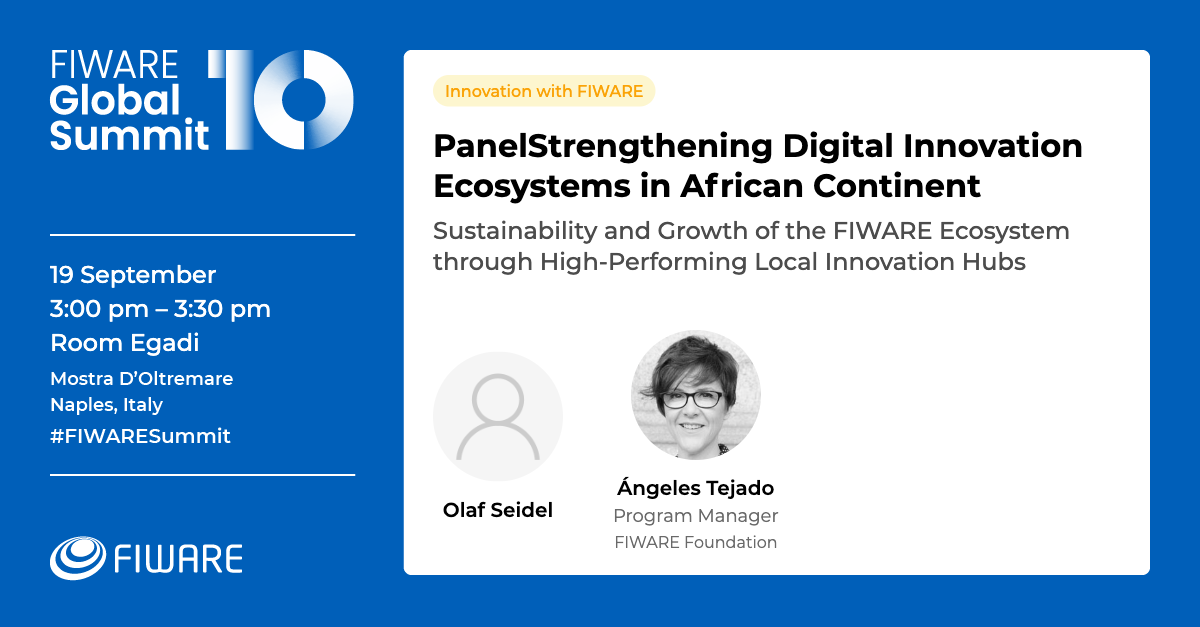 FIWARE
Global
Summit
10
19 September
3:00 pm – 3:30 pm
Room Egadi
Mostra D’Oltremare
Naples, Italy
#FIWARESummit
FIWARE
Innovation with FIWARE
PanelStrengthening Digital Innovation
Ecosystems in African Continent
Sustainability and Growth of the FIWARE Ecosystem
through High-Performing Local Innovation Hubs
Olaf Seidel
Ángeles Tejado
Program Manager
FIWARE Foundation